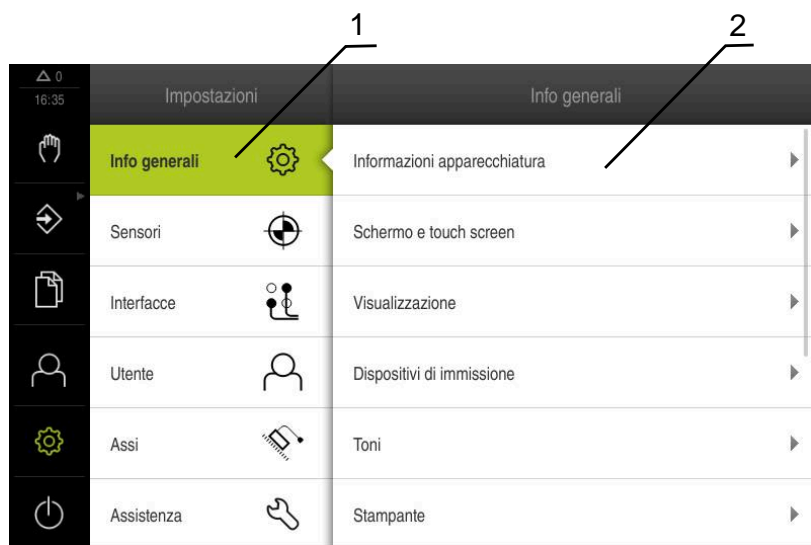 1
2
0
16:35
Impostazioni
Info generali
Info generali
Sensori
Interfacce
Utente
Assi
Assistenza
Informazioni apparecchiatura
Schermo e touch screen
Visualizzazione
Dispositivi di immissione
Toni
Stampante